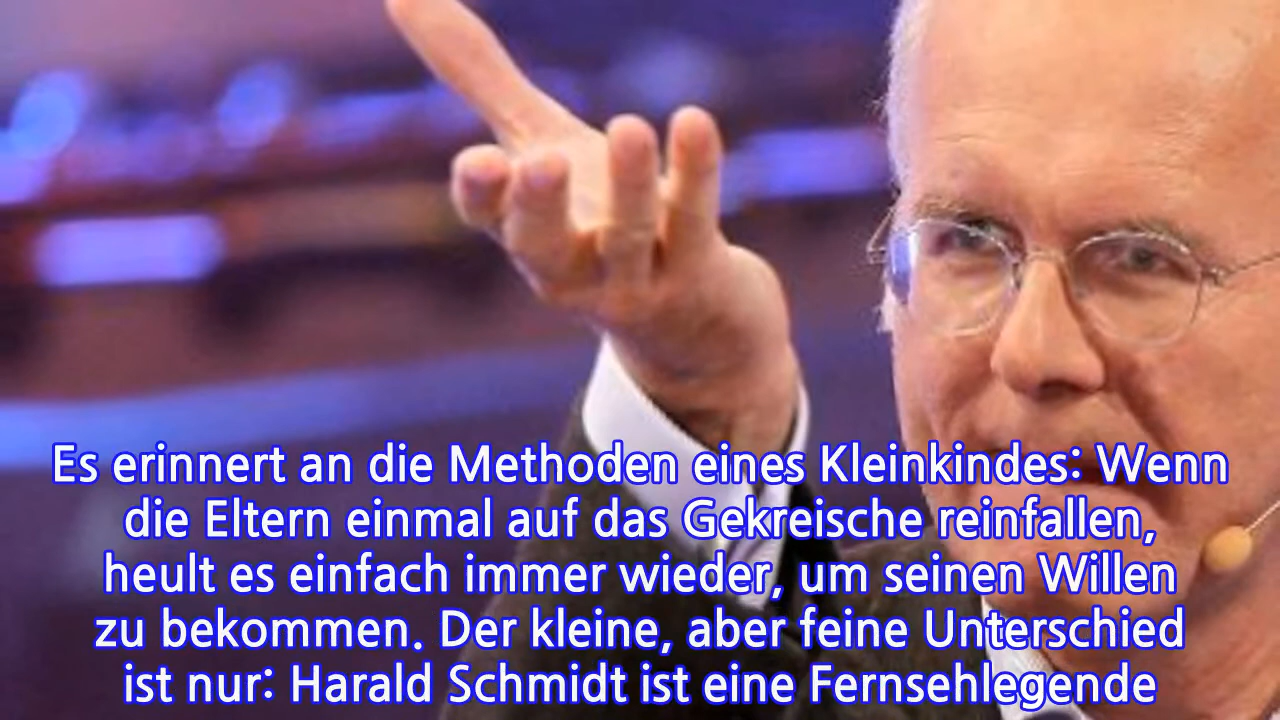 Es erinnert an die Methoden eines Kleinkindes: Wenn
die Eltern einmal auf das Gekreische reinfallen,
heult es einfach immer wieder, um seinen Willen
zu bekommen. Der kleine, aber feine Unterschied
ist nur: Harald Schmidt ist eine Fernsehlegende